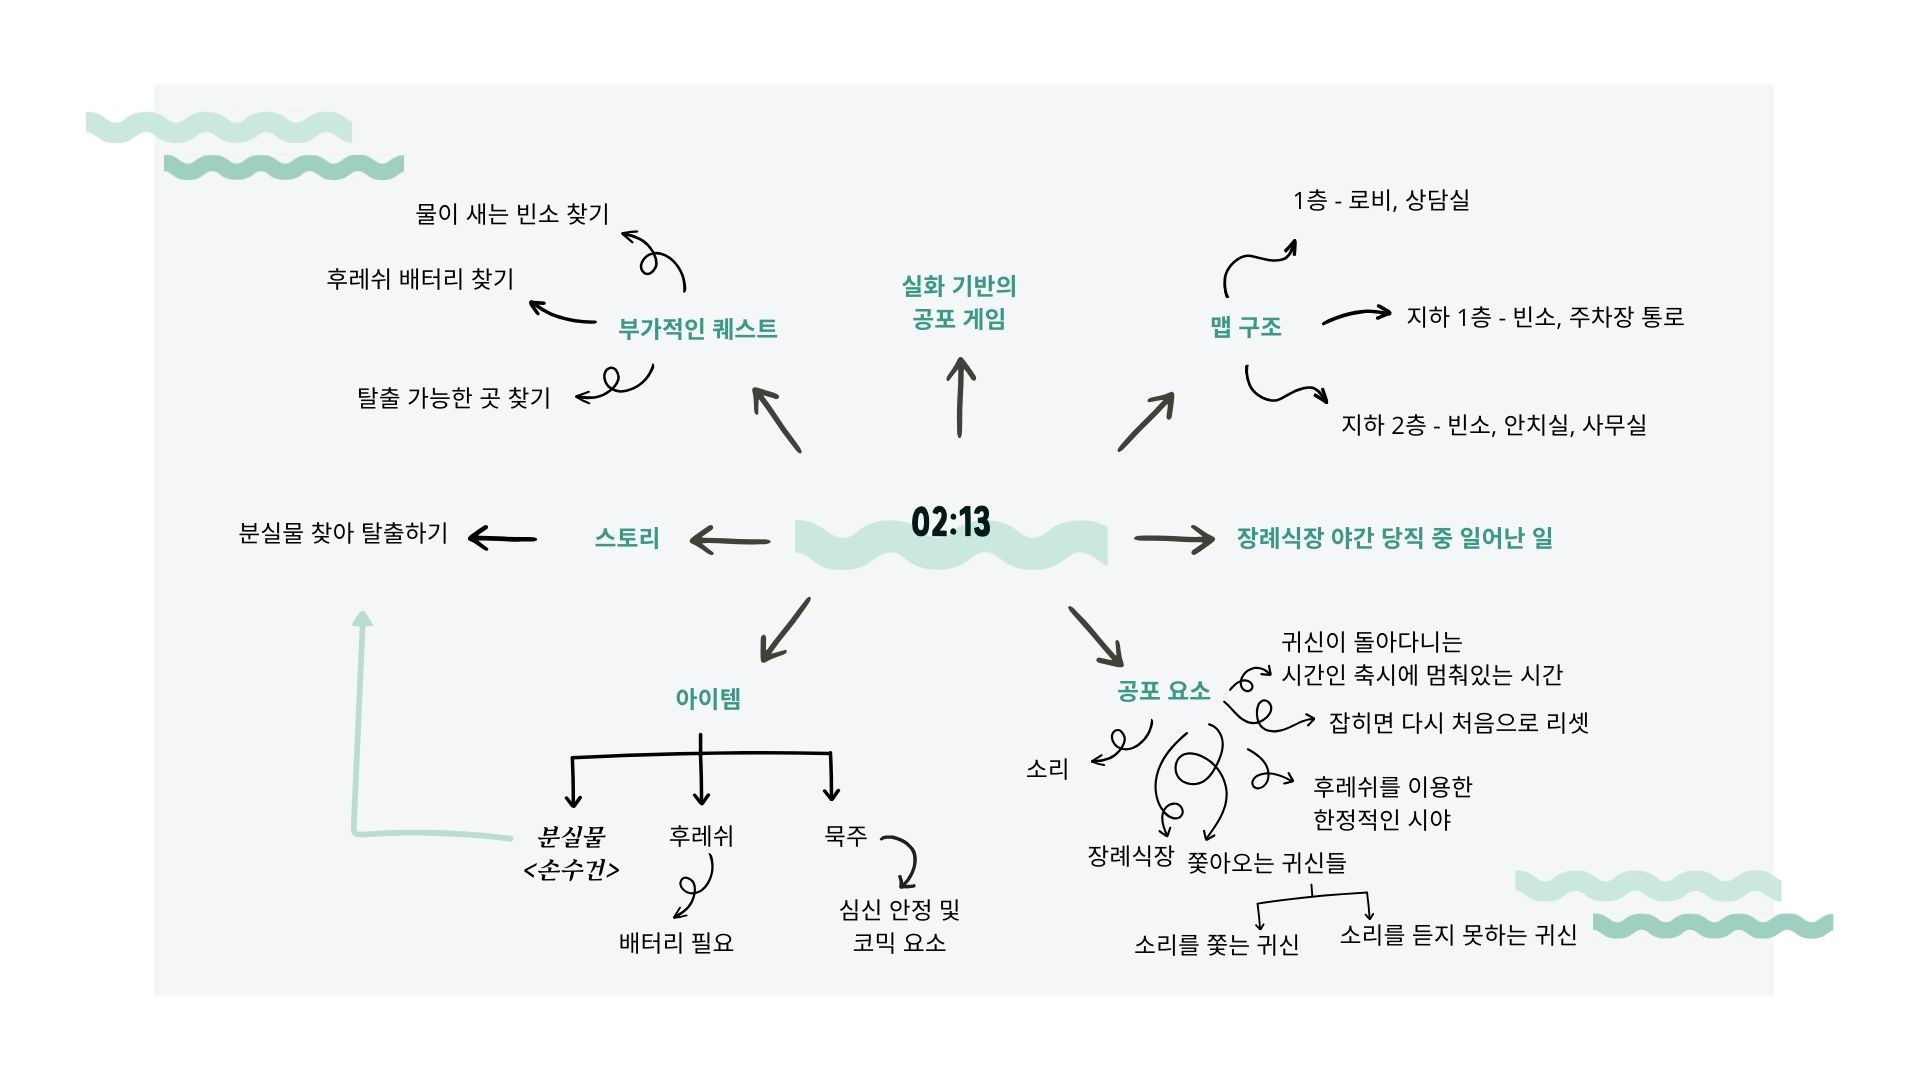 물이 새는 빈소 찾기
후레쉬 배터리 찾기
부가적인 퀘스트
탈출 가능한 곳 찾기
실화 기반의
공포 게임
1층 - 로비, 상담실
맵 구조
지하 1층 - 빈소, 주차장 통로
지하 2층 - 빈소, 안치실, 사무실
분실물 찾아 탈출하기
스토리
02:13
장례식장 야간 당직 중 일어난 일
아이템
분실물
<손수건>
후레쉬
배터리 필요
묵주
심신 안정 및
코믹 요소
공포 요소
귀신이 돌아다니는
시간인 축시에 멈춰있는 시간
잡히면 다시 처음으로 리셋
소리
후레쉬를 이용한
한정적인 시야
장례식장
쫓아오는 귀신들
소리를 쫓는 귀신
소리를 듣지 못하는 귀신